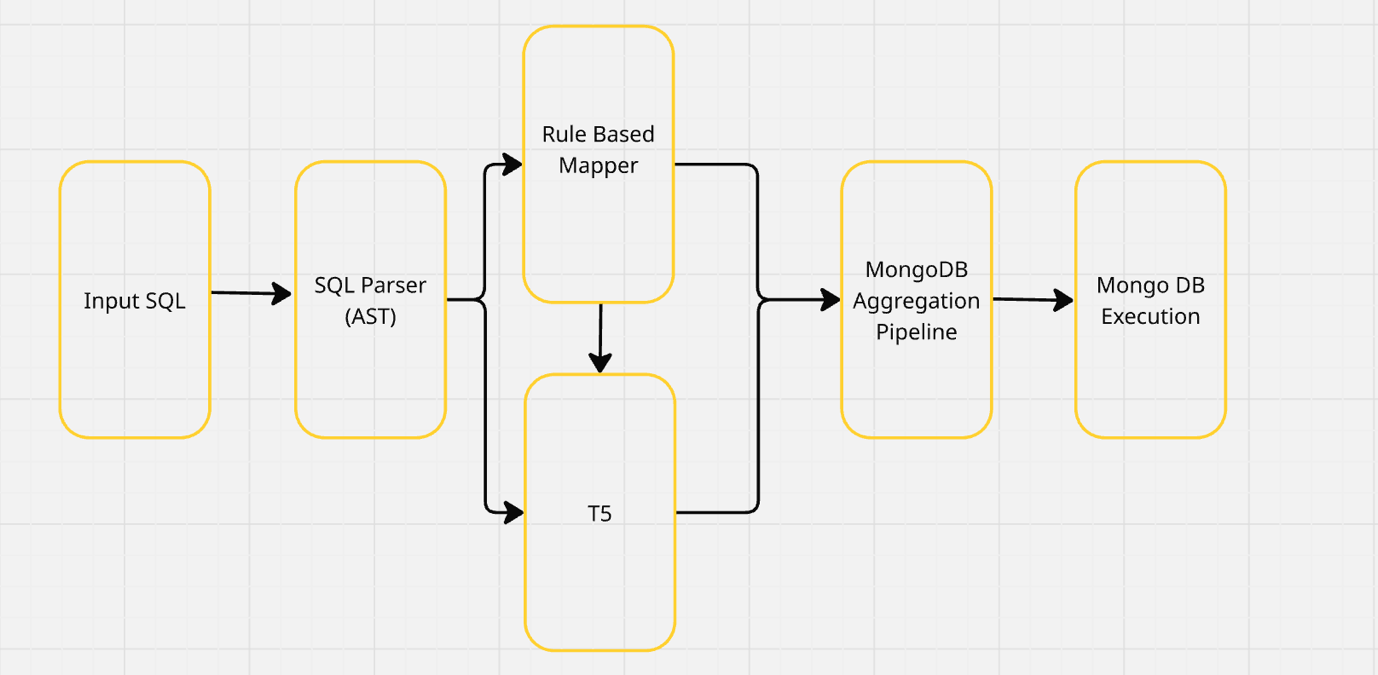 Input SQL
SQL Parser
(AST)
Rule Based
Mapper
T5
MongoDB
Aggregation
Pipeline
Mongo DB
Execution